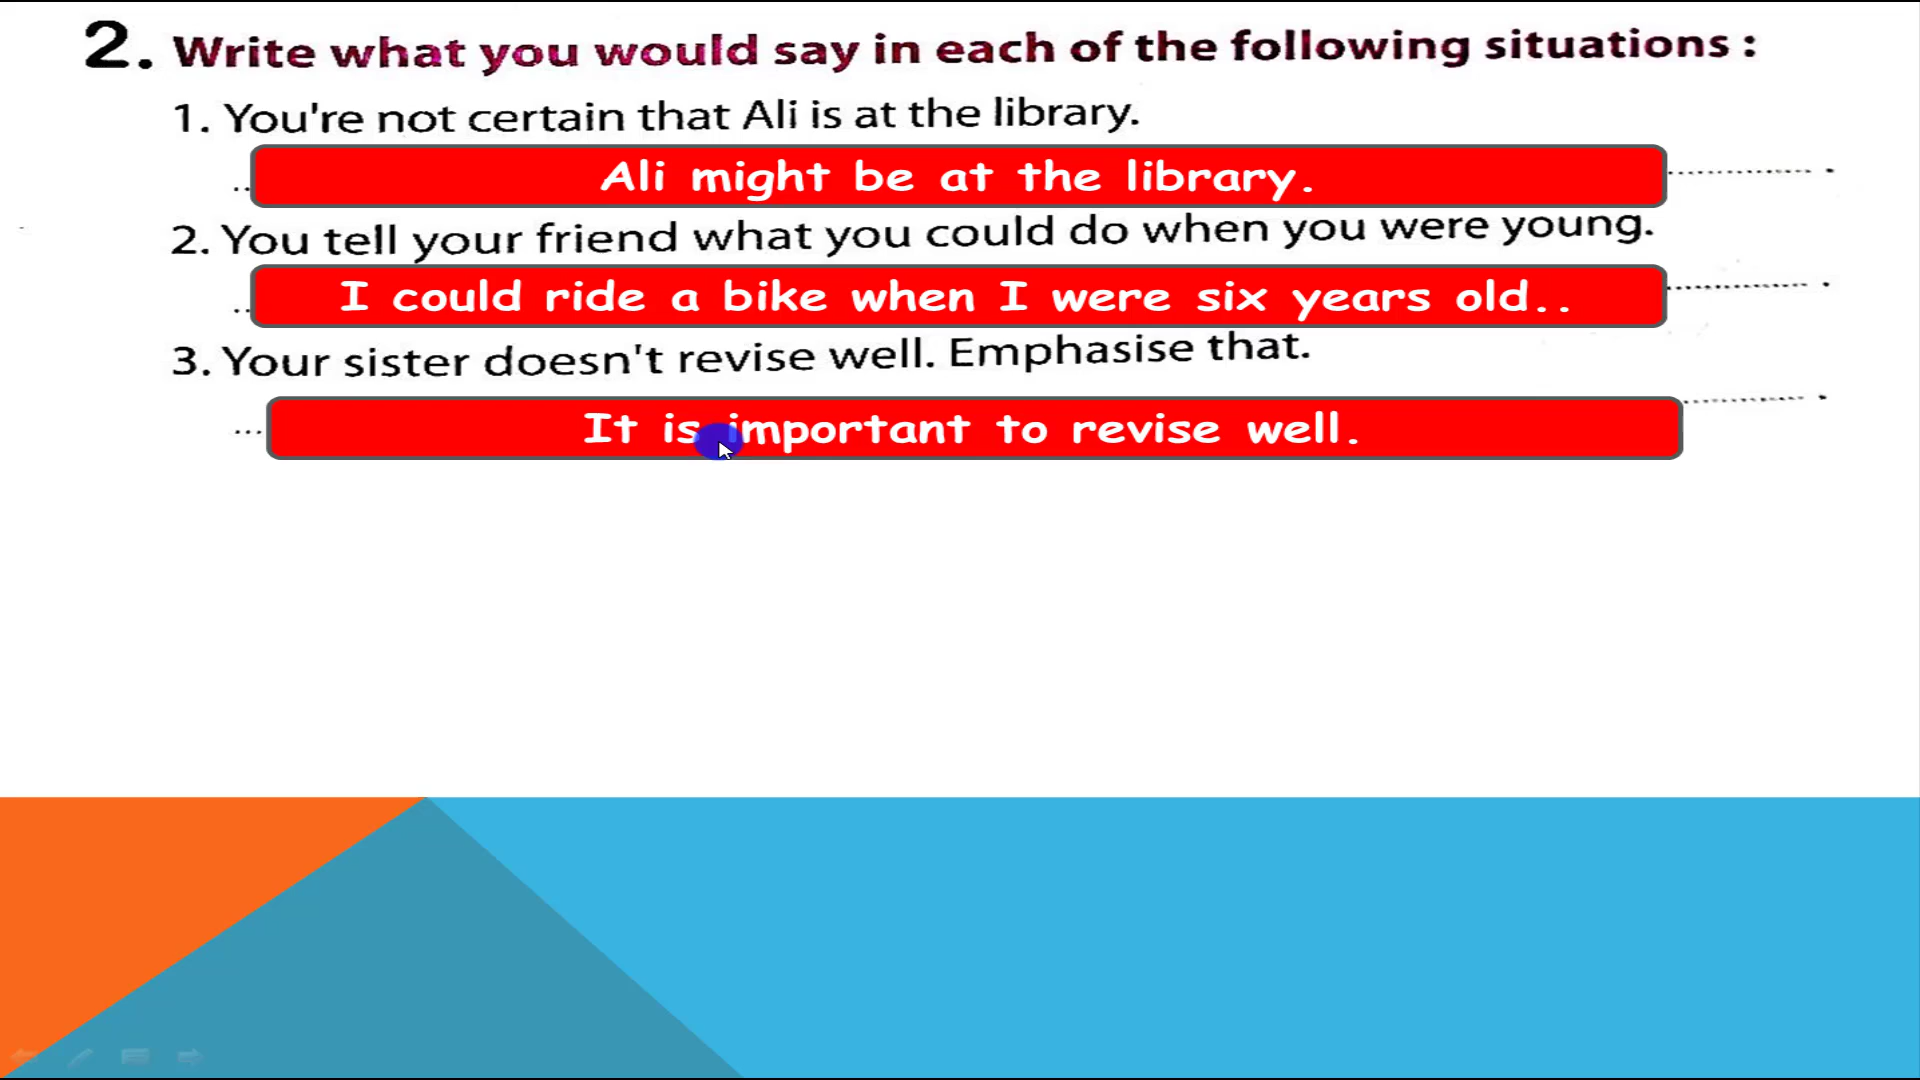 2. Write what you would say in each of the following situations :
1. You're not certain that Ali is at the library.
Ali might be at the library.
2. You tell your friend what you could do when you were young.
I could ride a bike when I were six years old..
3. Your sister doesn't revise well. Emphasise that.
It is important to revise well.